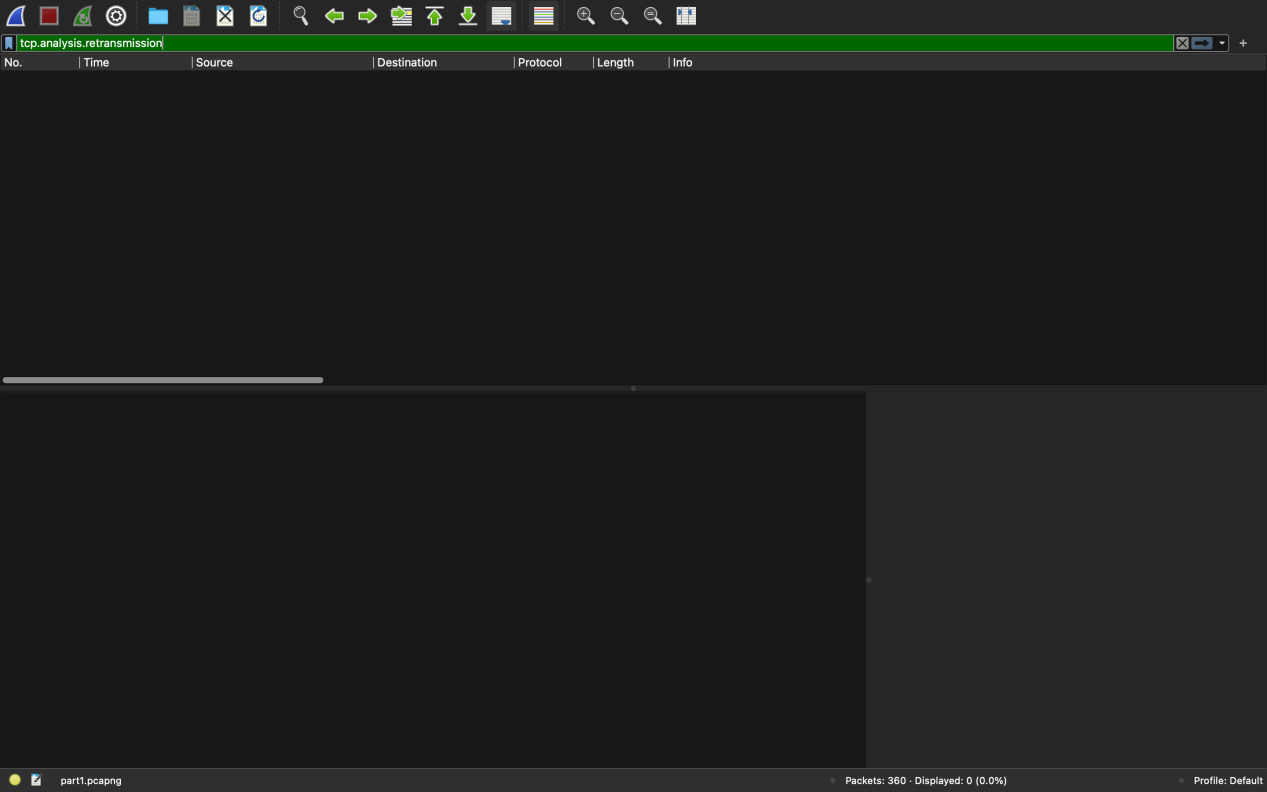 tcp.analysis.retransmission
No. Time Source Destination Protocol Length Info
part1.pcapng Packets: 360 · Displayed: 0 (0.0%) Profile: Default